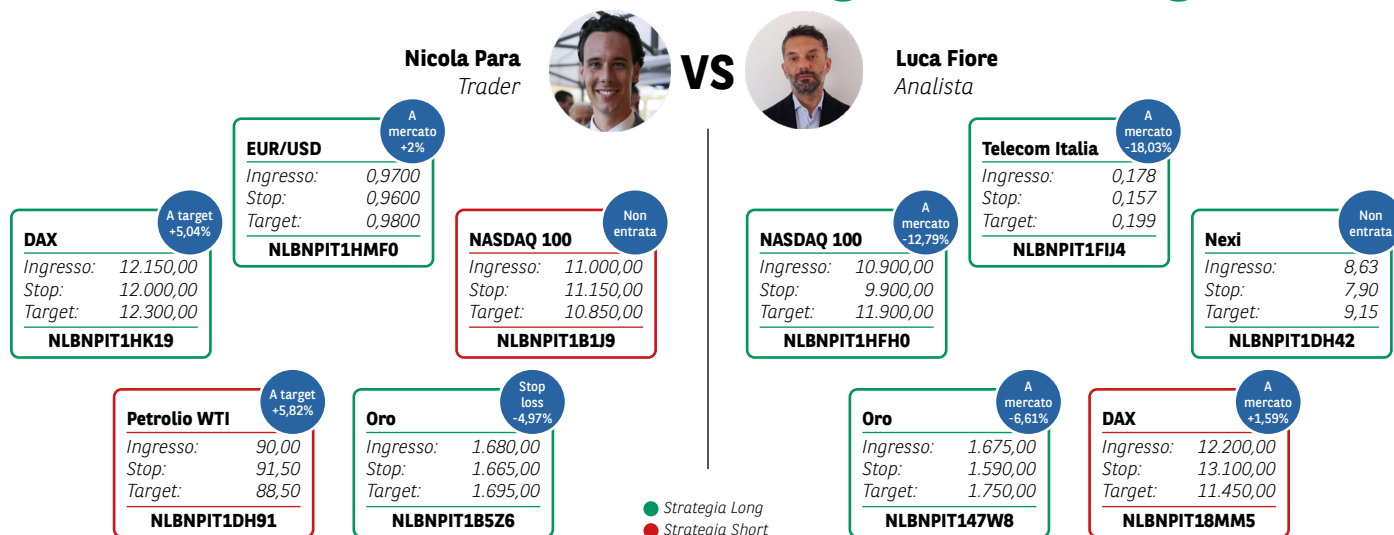 Nicola Para
Trader
VS
Luca Fiore
Analista
A
mercato
+2%
EUR/USD
Ingresso: 0,9700
Stop: 0,9600
Target: 0,9800
NLBNPIT1HMF0
A target
+5,04%
DAX
Ingresso: 12.150,00
Stop: 12.000,00
Target: 12.300,00
NLBNPIT1HK19
Non
entrata
NASDAQ 100
Ingresso: 11.000,00
Stop: 11.150,00
Target: 10.850,00
NLBNPIT1B1J9
A target
+5,82%
Petrolio WTI
Ingresso: 90,00
Stop: 91,50
Target: 88,50
NLBNPIT1DH91
Stop
loss
-4,97%
Oro
Ingresso: 1.680,00
Stop: 1.665,00
Target: 1.695,00
NLBNPIT1B5Z6
A
mercato
-18,03%
Telecom Italia
Ingresso: 0,178
Stop: 0,157
Target: 0,199
NLBNPIT1FIJ4
A
mercato
-12,79%
NASDAQ 100
Ingresso: 10.900,00
Stop: 9.900,00
Target: 11.900,00
NLBNPIT1HFH0
Non
entrata
Nexi
Ingresso: 8,63
Stop: 7,90
Target: 9,15
NLBNPIT1DH42
A
mercato
-6,61%
Oro
Ingresso: 1.675,00
Stop: 1.590,00
Target: 1.750,00
NLBNPIT147W8
A
mercato
+1,59%
DAX
Ingresso: 12.200,00
Stop: 13.100,00
Target: 11.450,00
NLBNPIT18MM5
Strategia Long
Strategia Short